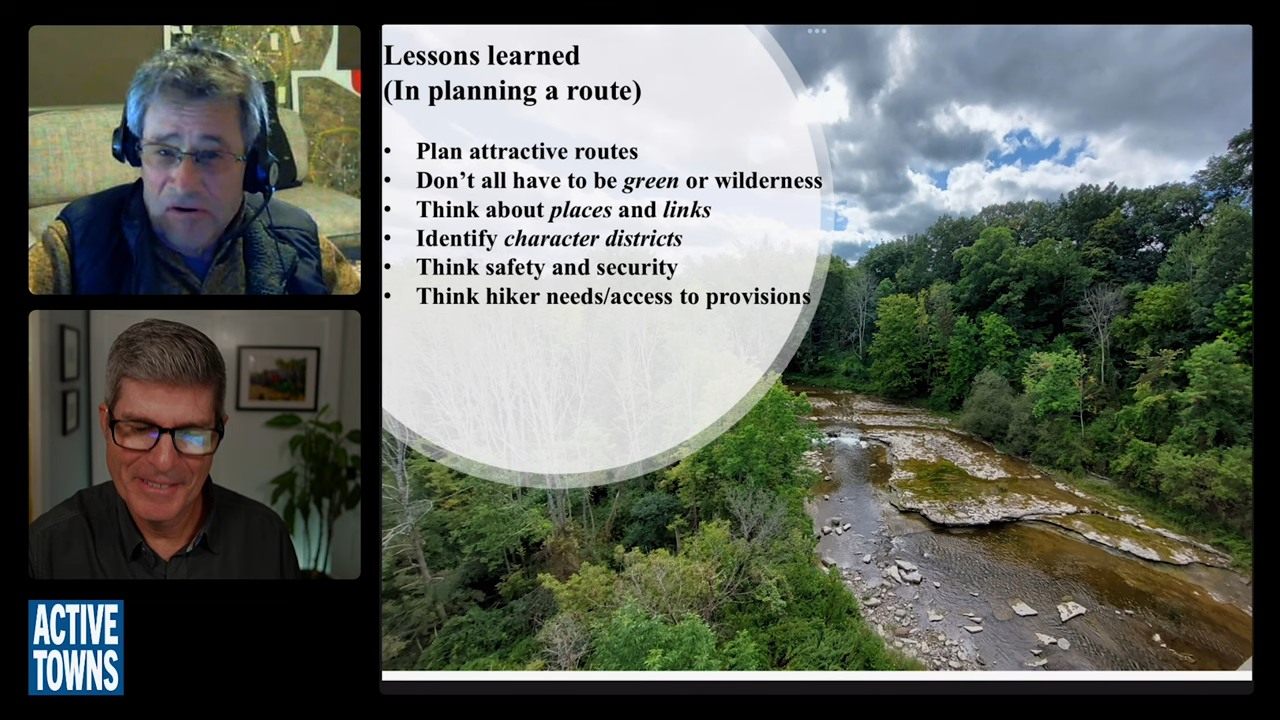 Lessons learned
(In planning a route)
• Plan attractive routes
• Don't all have to be green or wilderness
• Think about places and links
• Identify character districts
• Think safety and security
• Think hiker needs/access to provisions
ACTIVE
TOWNS